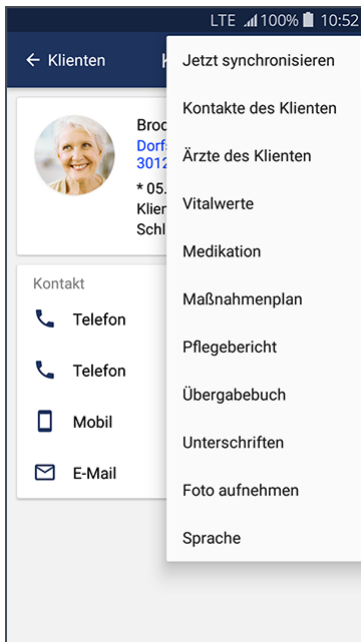 LTE 100% 10:52
← Klienten
Jetzt synchronisieren
Kontakte des Klienten
Ärzte des Klienten
Vitalwerte
Medikation
Maßnahmenplan
Pflegebericht
Übergabebuch
Unterschriften
Foto aufnehmen
Sprache
* 05.
Kontakt
Telefon
Telefon
Mobil
E-Mail